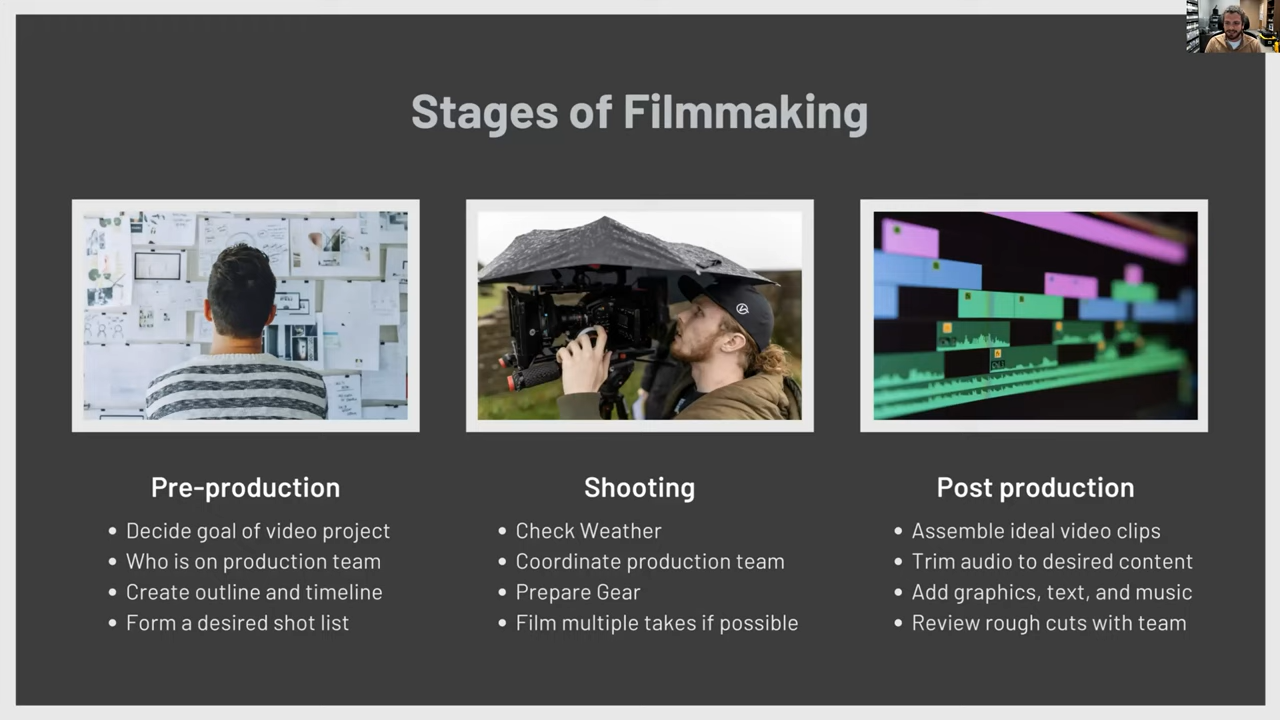 Stages of Filmmaking
Pre-production
• Decide goal of video project
• Who is on production team
• Create outline and timeline
• Form a desired shot list
Shooting
• Check Weather
• Coordinate production team
• Prepare Gear
• Film multiple takes if possible
Post production
• Assemble ideal video clips
• Trim audio to desired content
• Add graphics, text, and music
• Review rough cuts with team